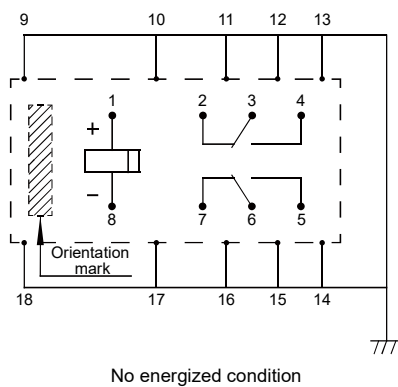 9 10 11 12 13
1 2 3 4
+
−
8 7 6 5
Orientation
mark
18 17 16 15 14
No energized condition